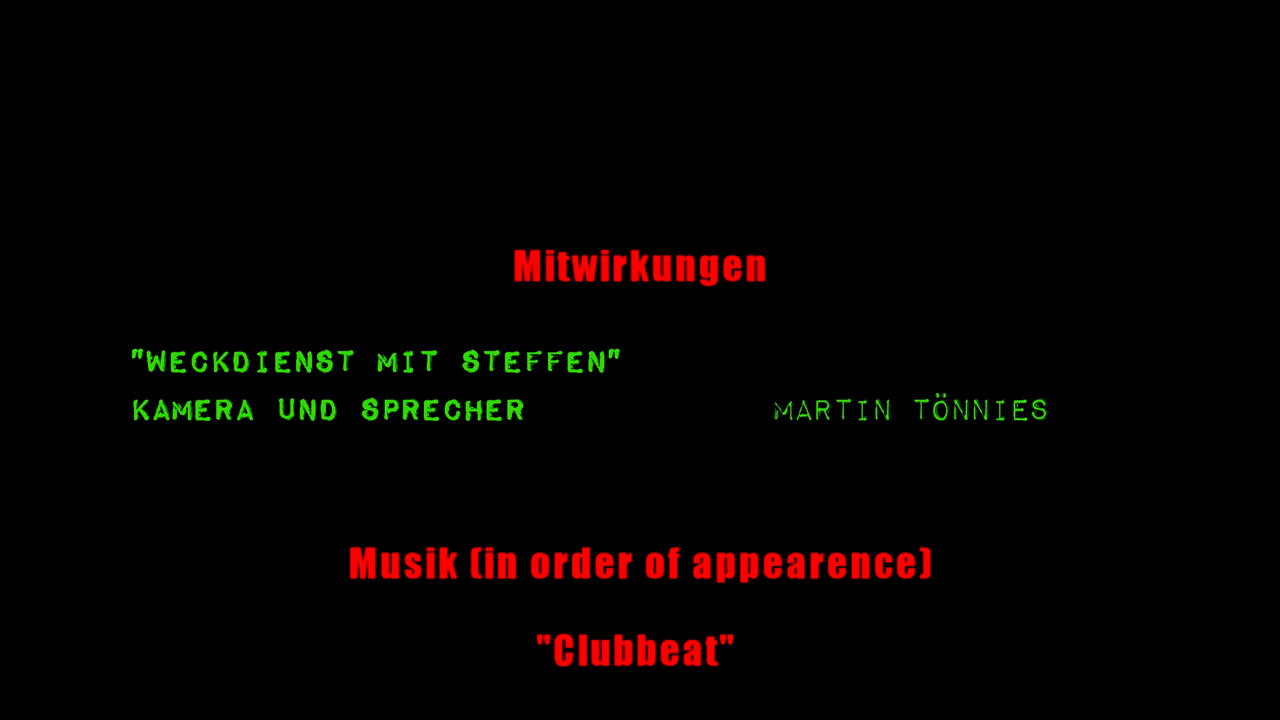 Mitwirkungen
"WECKDIENST MIT STEFFEN"
KAMERA UND SPRECHER MARTIN TÖNNIES
Musik (in order of appearence)
"Clubbeat"